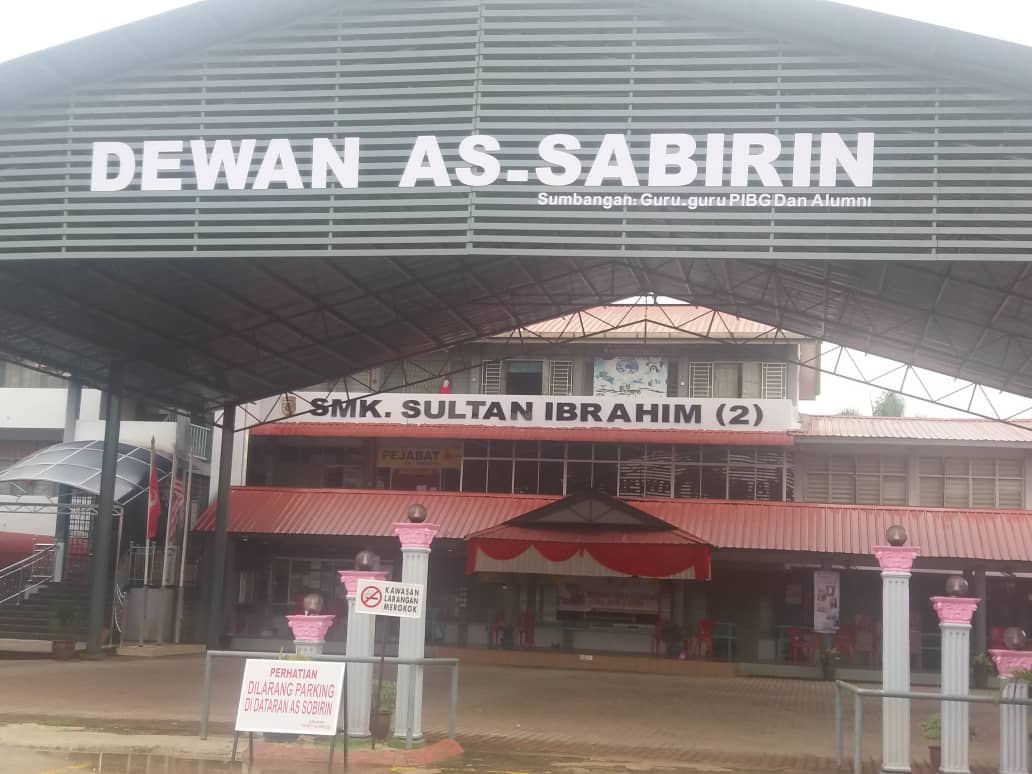 DEWAN AS-SABIRIN
Sumbangan: Guru-guru PIBG Dan Alumni
SMK. SULTAN IBRAHIM (2)
PEJABAT
KAWASAN
LARANGAN
MEROKOK
PERHATIAN
DILARANG PARKING
DI DATARAN AS SOBIRIN